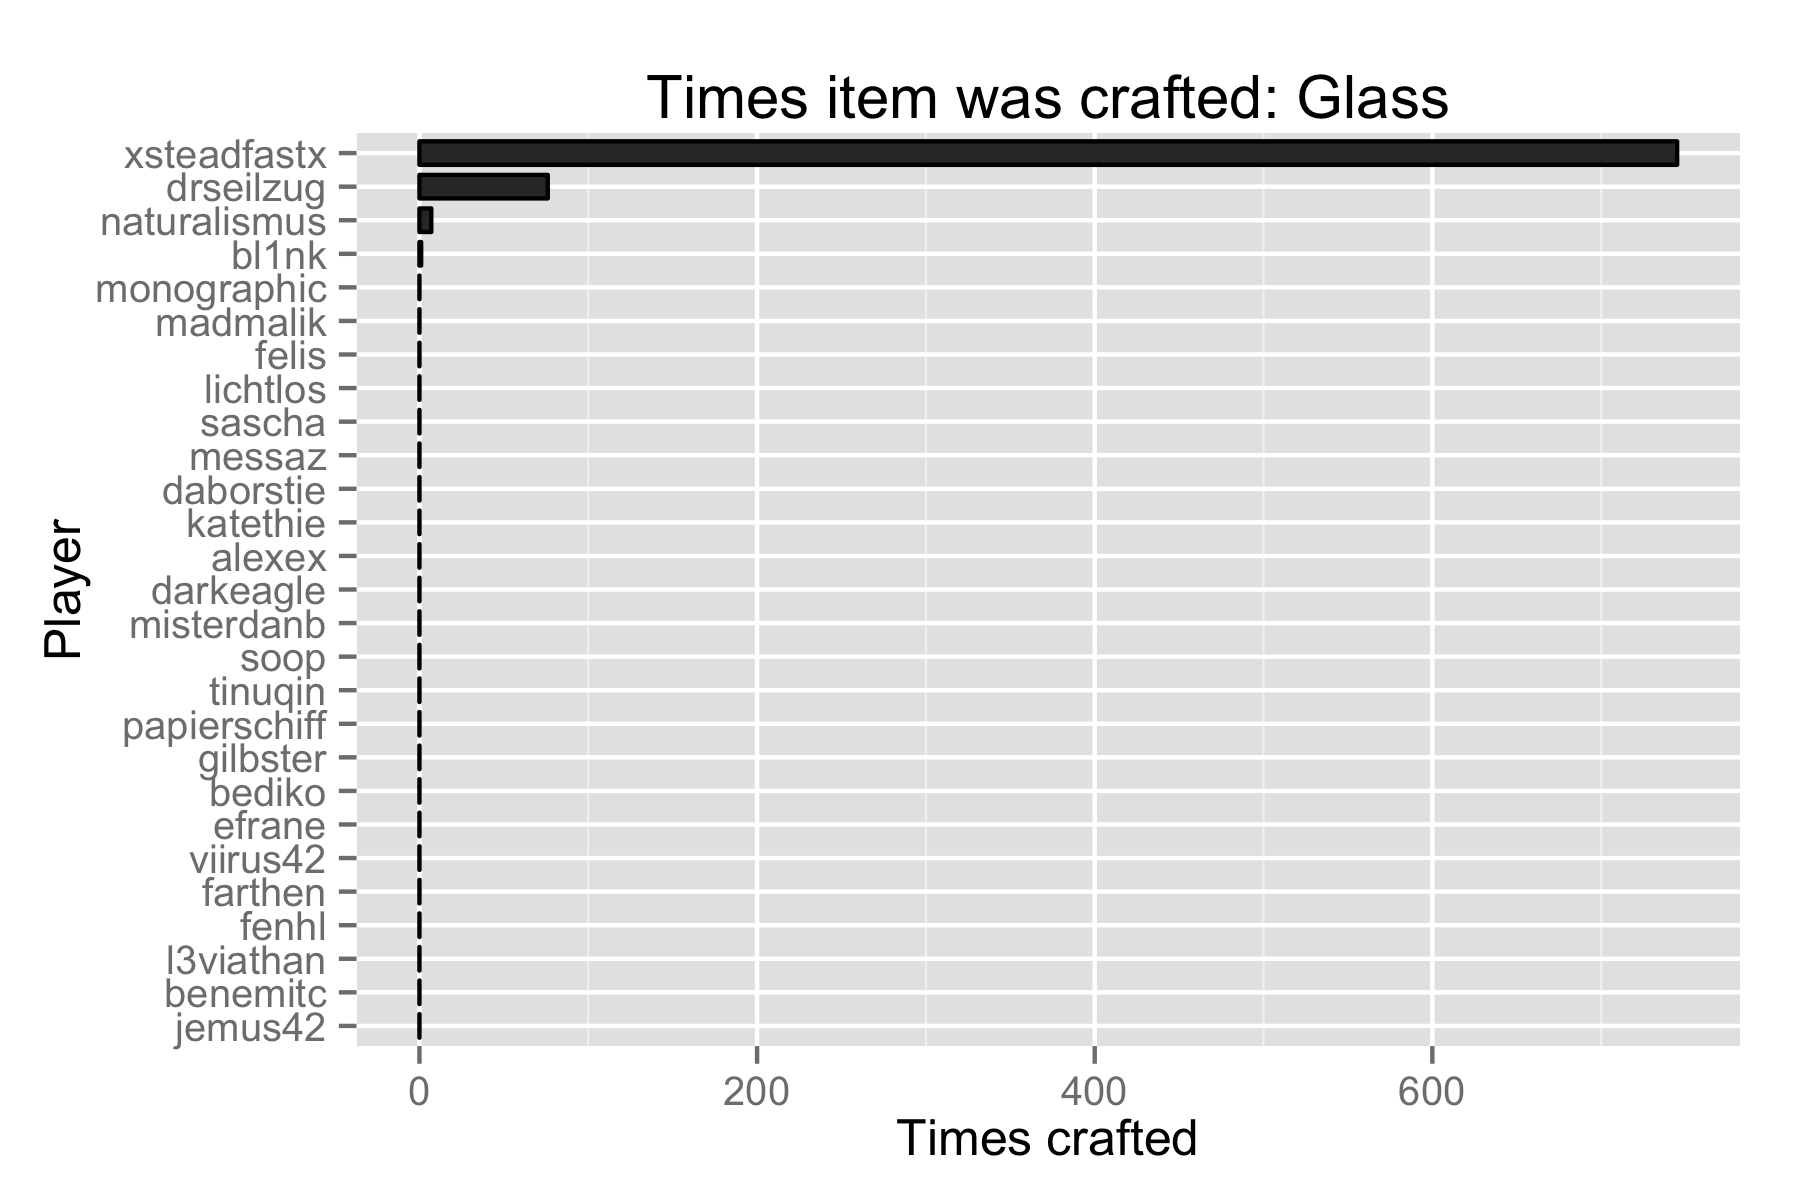 Times item was crafted: Glass
xsteadfastx
drseilzug
naturalismus
bl1nk
monographic
madmalik
felis
lichtlos
sascha
messaz
daborstie
katethie
alexex
darkeagle
misterdanb
soop
tinuqin
papierschiff
gilbster
bediko
efrane
viirus42
farthen
fenhl
l3viathan
benemitc
jemus42
Player
0 200 400 600
Times crafted